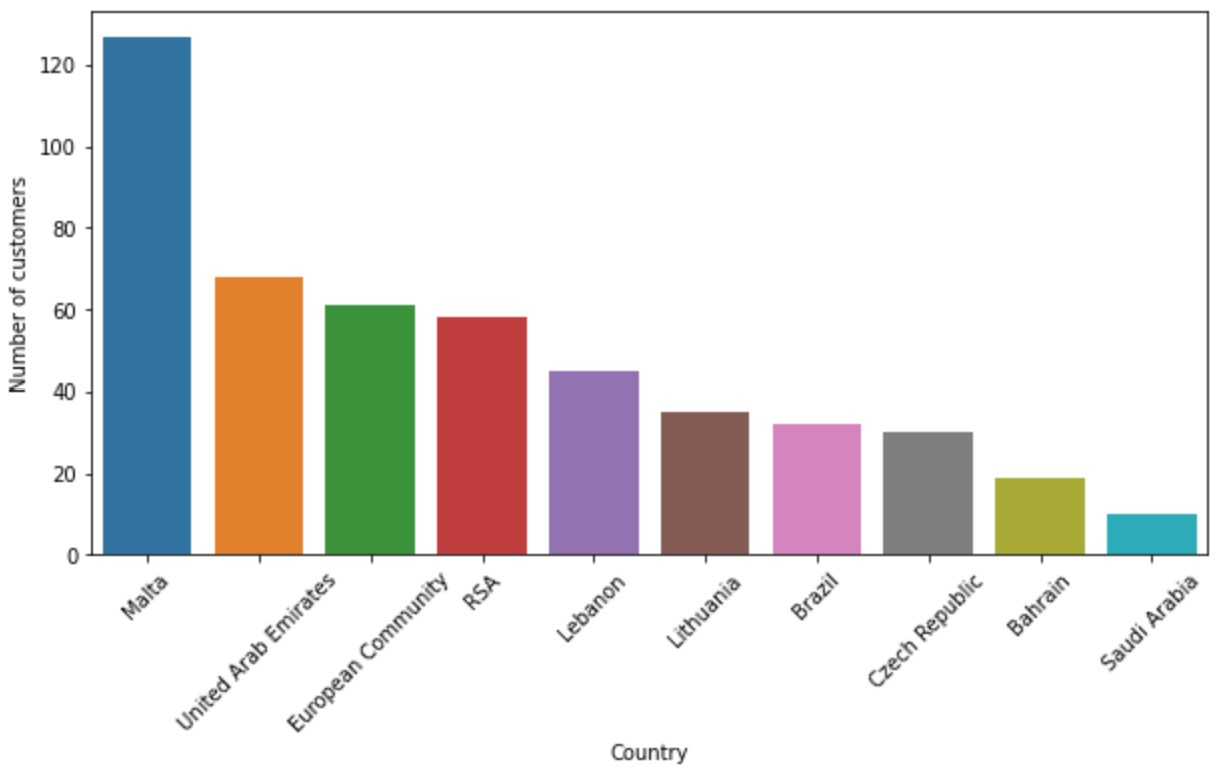 120
100
80
60
40
20
0
Number of customers
Malta
United Arab Emirates
European Community
RSA
Lebanon
Lithuania
Brazil
Czech Republic
Bahrain
Saudi Arabia
Country